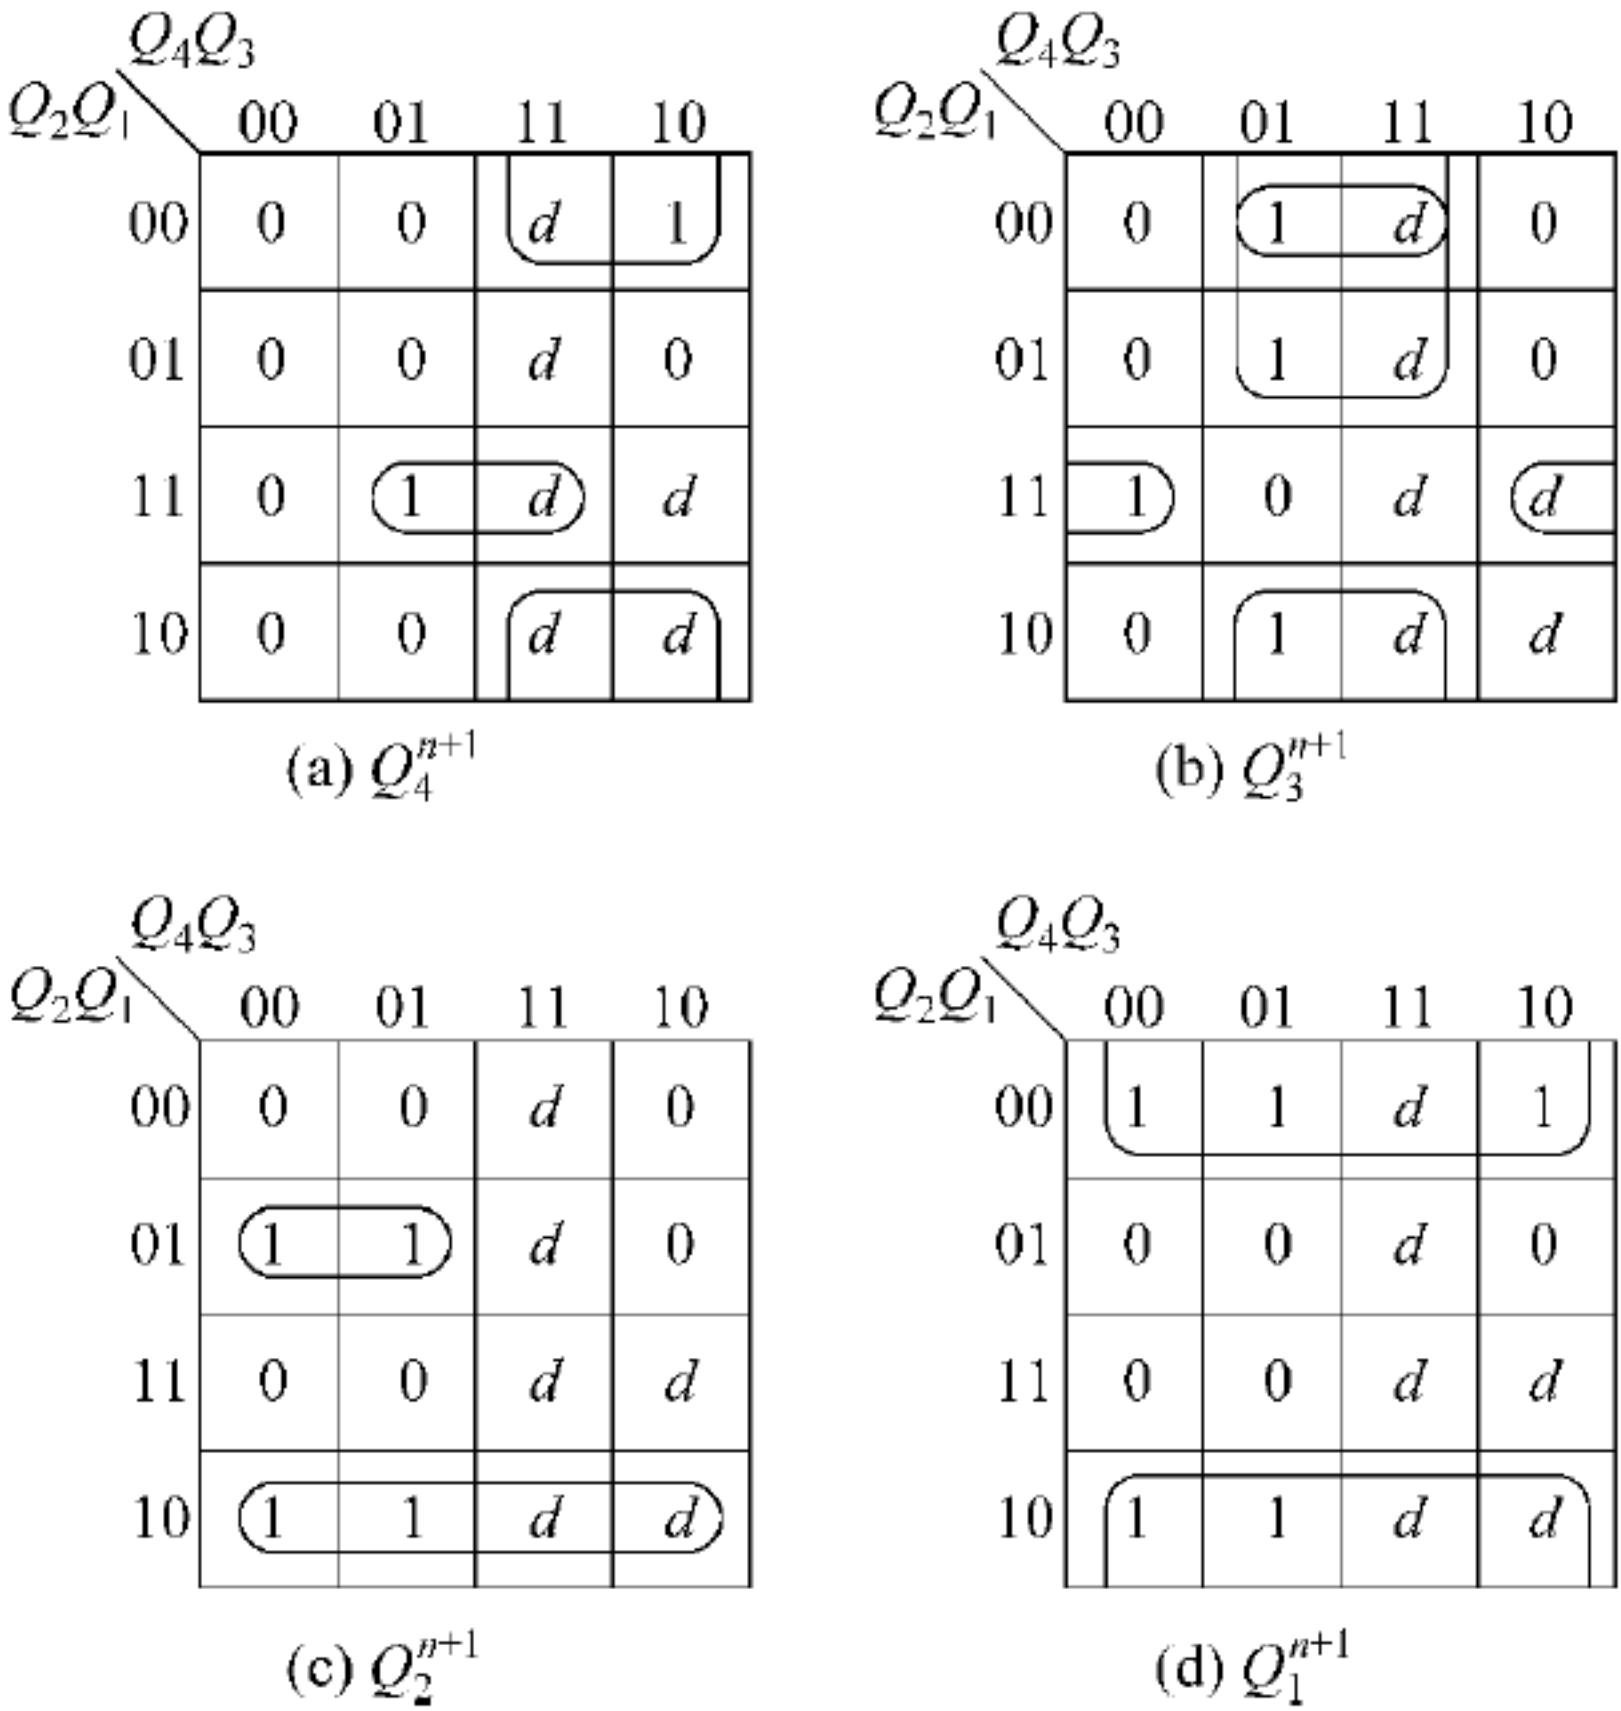 Q₄Q₃ Q₄Q₃
Q₂Q₁ 00 01 11 10 Q₂Q₁ 00 01 11 10
00 0 0 d 1 00 0 1 d 0
01 0 0 d 0 01 0 1 d 0
11 0 1 d d 11 1 0 d d
10 0 0 d d 10 0 1 d d
(a) Q₄ⁿ⁺¹ (b) Q₃ⁿ⁺¹
Q₄Q₃ Q₄Q₃
Q₂Q₁ 00 01 11 10 Q₂Q₁ 00 01 11 10
00 0 0 d 0 00 1 1 d 1
01 1 1 d 0 01 0 0 d 0
11 0 0 d d 11 0 0 d d
10 1 1 d d 10 1 1 d d
(c) Q₂ⁿ⁺¹ (d) Q₁ⁿ⁺¹